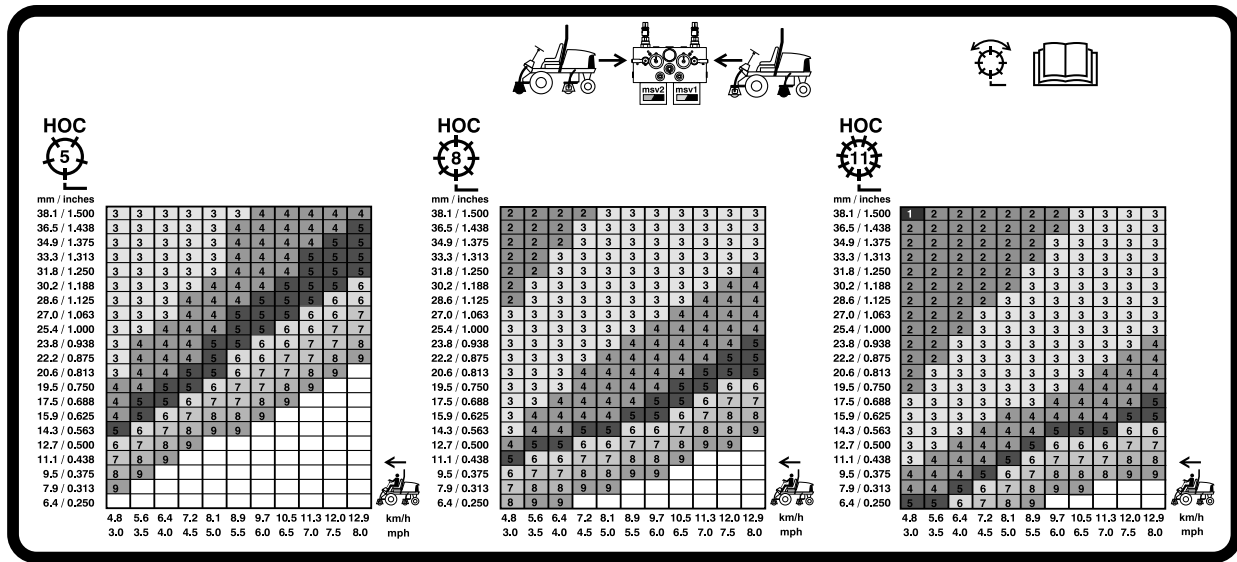 msv2 msv1
HOC
5
mm / inches
38.1 / 1.500 3 3 3 3 3 3 4 4 4 4 4
36.5 / 1.438 3 3 3 3 3 4 4 4 4 4 5
34.9 / 1.375 3 3 3 3 3 4 4 4 4 5 5
33.3 / 1.313 3 3 3 3 3 4 4 4 5 5 5
31.8 / 1.250 3 3 3 3 3 4 4 4 5 5 5
30.2 / 1.188 3 3 3 3 4 4 4 5 5 5 6
28.6 / 1.125 3 3 3 4 4 4 5 5 5 6 6
27.0 / 1.063 3 3 3 4 4 5 5 5 6 6 7
25.4 / 1.000 3 3 4 4 4 5 5 6 6 7 7
23.8 / 0.938 3 4 4 4 5 5 6 6 7 7 8
22.2 / 0.875 3 4 4 4 5 6 6 7 7 8 9
20.6 / 0.813 3 4 4 4 5 6 7 7 8 9
19.5 / 0.750 4 4 5 5 6 7 7 8 9
17.5 / 0.688 4 5 5 6 7 7 8 9
15.9 / 0.625 4 5 6 7 8 8 9
14.3 / 0.563 5 6 7 8 9 9
12.7 / 0.500 6 7 8 9
11.1 / 0.438 7 8 9
9.5 / 0.375 8 9
7.9 / 0.313 9
6.4 / 0.250
4.8 5.6 6.4 7.2 8.1 8.9 9.7 10.5 11.3 12.0 12.9 km/h
3.0 3.5 4.0 4.5 5.0 5.5 6.0 6.5 7.0 7.5 8.0 mph
HOC
8
mm / inches
38.1 / 1.500 2 2 2 2 3 3 3 3 3 3 3
36.5 / 1.438 2 2 2 3 3 3 3 3 3 3 3
34.9 / 1.375 2 2 2 3 3 3 3 3 3 3 3
33.3 / 1.313 2 2 3 3 3 3 3 3 3 3 3
31.8 / 1.250 2 2 3 3 3 3 3 3 3 3 4
30.2 / 1.188 2 3 3 3 3 3 3 3 3 4 4
28.6 / 1.125 2 3 3 3 3 3 3 3 4 4 4
27.0 / 1.063 3 3 3 3 3 3 3 4 4 4 4
25.4 / 1.000 3 3 3 3 3 3 4 4 4 4 4
23.8 / 0.938 3 3 3 3 3 4 4 4 4 4 5
22.2 / 0.875 3 3 3 4 4 4 4 4 4 5 5
20.6 / 0.813 3 3 3 4 4 4 4 4 5 5 5
19.5 / 0.750 3 3 3 4 4 4 4 5 5 6 6
17.5 / 0.688 3 3 4 4 4 5 5 5 6 6 7
15.9 / 0.625 3 4 4 4 4 5 5 6 7 8 8
14.3 / 0.563 3 4 4 5 5 6 6 7 7 8 9
12.7 / 0.500 4 5 5 6 6 7 7 8 9 9
11.1 / 0.438 5 6 6 7 7 8 8 9
9.5 / 0.375 6 7 7 8 8 9 9
7.9 / 0.313 7 8 8 9 9
6.4 / 0.250 8 9 9
4.8 5.6 6.4 7.2 8.1 8.9 9.7 10.5 11.3 12.0 12.9 km/h
3.0 3.5 4.0 4.5 5.0 5.5 6.0 6.5 7.0 7.5 8.0 mph
HOC
11
mm / inches
38.1 / 1.500 1 2 2 2 2 2 2 3 3 3 3
36.5 / 1.438 2 2 2 2 2 2 2 3 3 3 3
34.9 / 1.375 2 2 2 2 2 2 3 3 3 3 3
33.3 / 1.313 2 2 2 2 2 2 3 3 3 3 3
31.8 / 1.250 2 2 2 2 2 3 3 3 3 3 3
30.2 / 1.188 2 2 2 2 2 3 3 3 3 3 3
28.6 / 1.125 2 2 2 2 3 3 3 3 3 3 3
27.0 / 1.063 2 2 2 3 3 3 3 3 3 3 3
25.4 / 1.000 2 2 2 3 3 3 3 3 3 3 3
23.8 / 0.938 2 2 3 3 3 3 3 3 3 3 4
22.2 / 0.875 2 2 3 3 3 3 3 3 3 4 4
20.6 / 0.813 2 3 3 3 3 3 3 3 4 4 4
19.5 / 0.750 2 3 3 3 3 3 3 4 4 4 4
17.5 / 0.688 3 3 3 3 3 3 4 4 4 4 5
15.9 / 0.625 3 3 3 3 4 4 4 4 4 5 5
14.3 / 0.563 3 3 3 4 4 4 5 5 5 6 6
12.7 / 0.500 3 3 4 4 4 5 6 6 6 7 7
11.1 / 0.438 3 4 4 4 5 6 6 7 7 8 8
9.5 / 0.375 4 4 4 5 6 6 7 8 8 9 9
7.9 / 0.313 4 4 5 6 7 8 9 9
6.4 / 0.250 5 5 6 7 8 9
4.8 5.6 6.4 7.2 8.1 8.9 9.7 10.5 11.3 12.0 12.9 km/h
3.0 3.5 4.0 4.5 5.0 5.5 6.0 6.5 7.0 7.5 8.0 mph